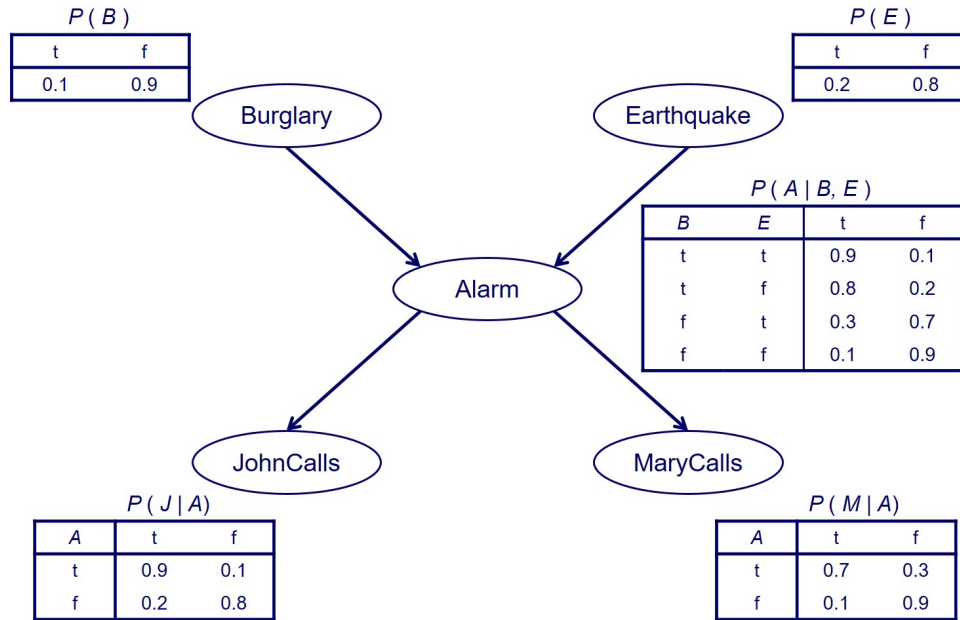 P ( B )
t f
0.1 0.9
P ( E )
t f
0.2 0.8
Burglary
Earthquake
P ( A | B, E )
B E t f
t t 0.9 0.1
t f 0.8 0.2
f t 0.3 0.7
f f 0.1 0.9
Alarm
JohnCalls
MaryCalls
P ( J | A)
A t f
t 0.9 0.1
f 0.2 0.8
P ( M | A)
A t f
t 0.7 0.3
f 0.1 0.9